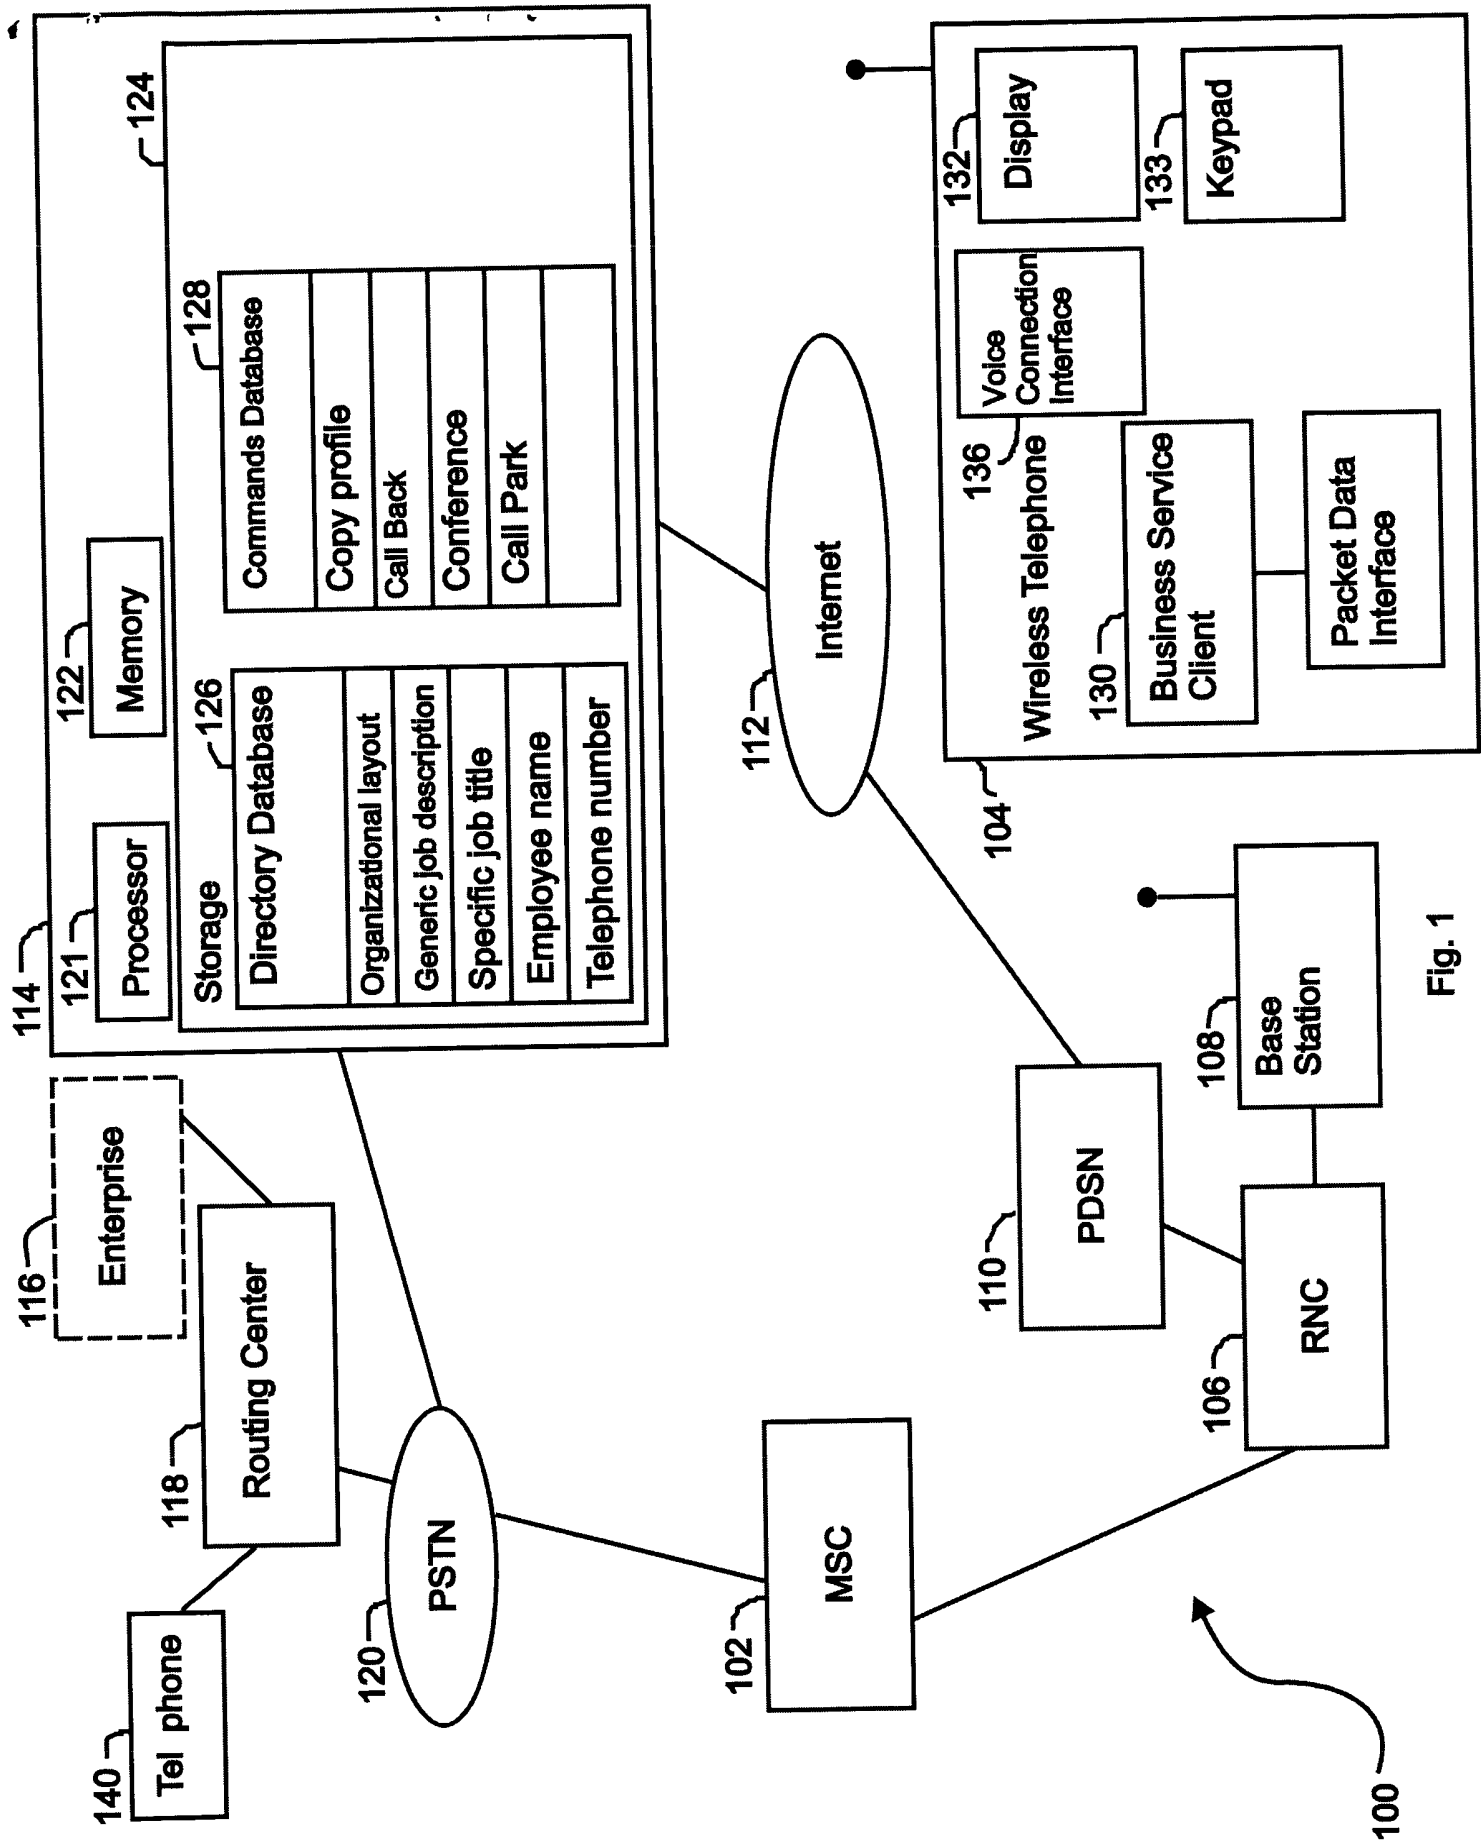 140
Tel phone
118
Routing Center
116
Enterprise
120
PSTN
114
121
Processor
122
Memory
124
Storage
126
Directory Database
Organizational layout
Generic job description
Specific job title
Employee name
Telephone number
128
Commands Database
Copy profile
Call Back
Conference
Call Park
102
MSC
112
Internet
110
PDSN
106
RNC
108
Base
Station
104
Wireless Telephone
136
Voice
Connection
Interface
132
Display
133
Keypad
130
Business Service
Client
Packet Data
Interface
100
Fig. 1